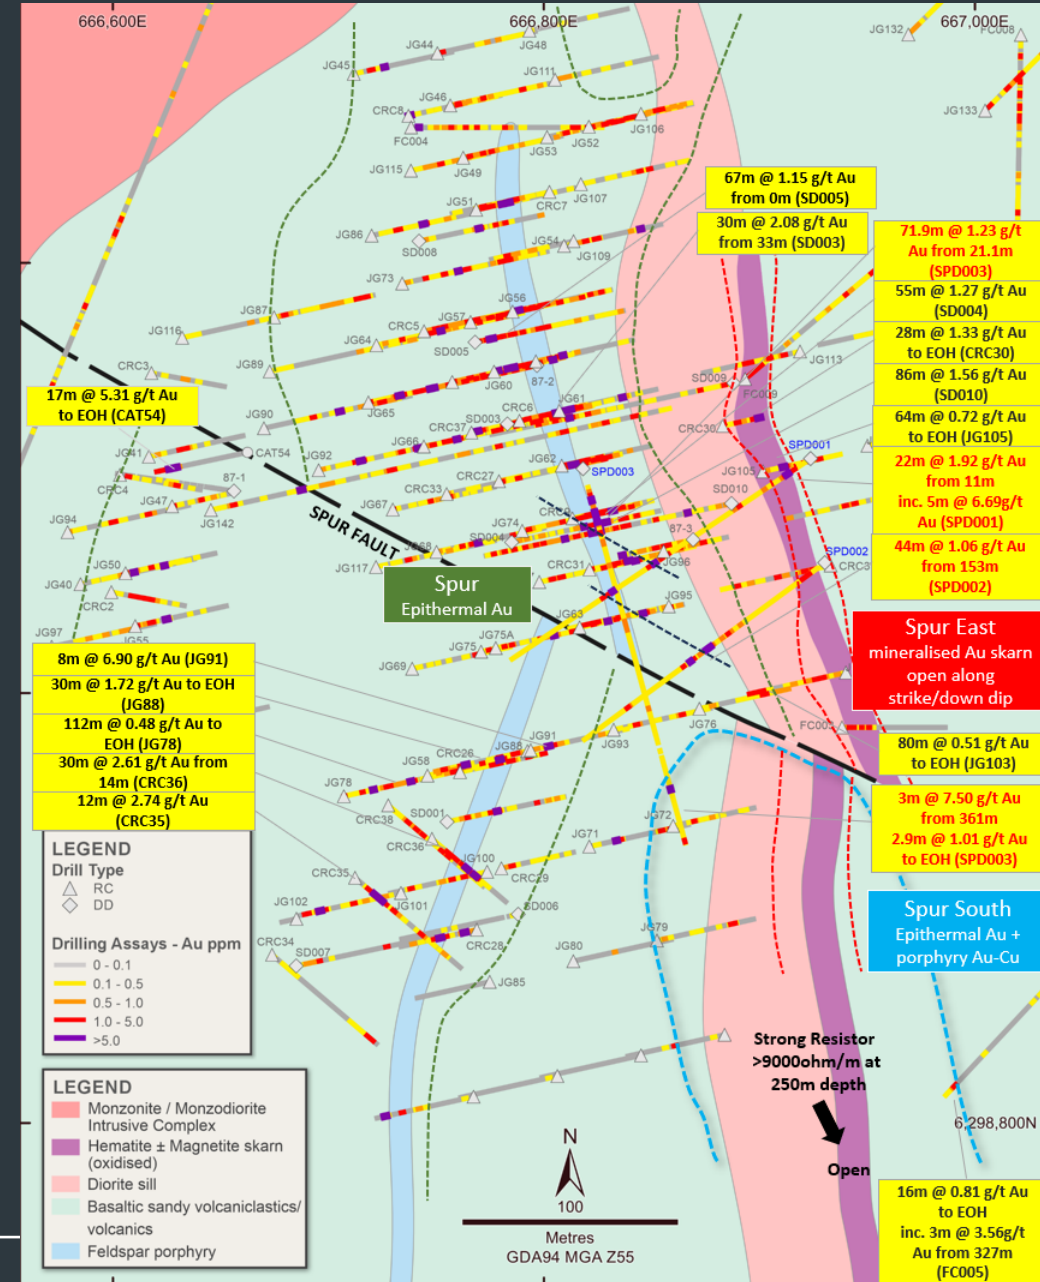 666,600E
666,800E
667,000E
JG44
JG48
JG132
FC008
JG45
JG111
JG46
CRC8
FC004
JG133
JG106
JG52
JG53
JG115
JG49
67m @ 1.15 g/t Au
from 0m (SD005)
JG51
CRC7
JG107
30m @ 2.08 g/t Au
from 33m (SD003)
JG86
SD008
JG54
JG109
71.9m @ 1.23 g/t
Au from 21.1m
(SPD003)
JG73
55m @ 1.27 g/t Au
(SD004)
JG87
JG56
JG57
CRC5
JG116
JG64
SD005
28m @ 1.33 g/t Au
to EOH (CRC30)
JG113
CRC3
JG89
JG60
87-2
SD009
FC009
86m @ 1.56 g/t Au
(SD010)
17m @ 5.31 g/t Au
to EOH (CAT54)
JG65
JG61
JG90
SD003
CRC6
CRC37
CRC30
64m @ 0.72 g/t Au
to EOH (JG105)
JG66
SPD001
JG41
CAT54
JG92
JG62
SPD003
JG105
22m @ 1.92 g/t Au
from 11m
inc. 5m @ 6.69g/t
Au (SPD001)
CRC4
87-1
CRC33
CRC27
SD010
JG47
JG142
JG67
JG94
SPUR FAULT
JG74
SD004
87-3
JG68
JG117
JG96
SPD002
44m @ 1.06 g/t Au
from 153m
(SPD002)
JG50
JG40
CRC2
CRC31
Spur
Epithermal Au
JG95
JG63
JG97
JG55
JG75
JG75A
JG69
Spur East
mineralised Au skarn
open along
strike/down dip
8m @ 6.90 g/t Au (JG91)
30m @ 1.72 g/t Au to EOH
(JG88)
112m @ 0.48 g/t Au to
EOH (JG78)
30m @ 2.61 g/t Au from
14m (CRC36)
12m @ 2.74 g/t Au
(CRC35)
JG76
JG93
JG91
JG88
CRC26
JG58
JG78
80m @ 0.51 g/t Au
to EOH (JG103)
3m @ 7.50 g/t Au
from 361m
2.9m @ 1.01 g/t Au
to EOH (SPD003)
CRC38
SD001
JG72
JG71
CRC36
JG100
CRC29
CRC35
JG101
JG102
SD006
CRC28
CRC34
SD007
JG79
JG80
JG85
Spur South
Epithermal Au +
porphyry Au-Cu
LEGEND
Drill Type
RC
DD
Drilling Assays - Au ppm
0 - 0.1
0.1 - 0.5
0.5 - 1.0
1.0 - 5.0
>5.0
Strong Resistor
>9000ohm/m at
250m depth
Open
LEGEND
Monzonite / Monzodiorite
Intrusive Complex
Hematite ± Magnetite skarn
(oxidised)
Diorite sill
Basaltic sandy volcaniclastics/
volcanics
Feldspar porphyry
N
100
Metres
GDA94 MGA Z55
6,298,800N
16m @ 0.81 g/t Au
to EOH
inc. 3m @ 3.56g/t
Au from 327m
(FC005)